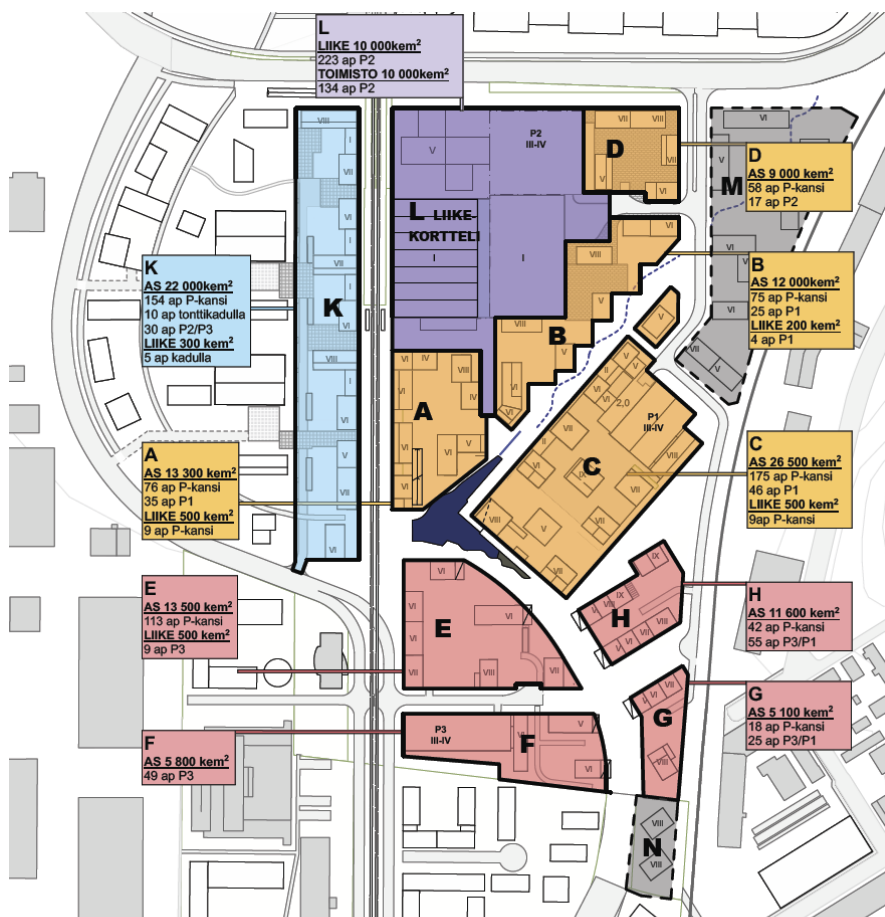 L
LIIKE 10 000kem²
223 ap P2
TOIMISTO 10 000kem²
134 ap P2
D
AS 9 000 kem²
58 ap P-kansi
17 ap P2
B
AS 12 000kem²
75 ap P-kansi
25 ap P1
LIIKE 200 kem²
4 ap P1
K
AS 22 000kem²
154 ap P-kansi
10 ap tonttikadulla
30 ap P2/P3
LIIKE 300 kem²
5 ap kadulla
A
AS 13 300 kem²
76 ap P-kansi
35 ap P1
LIIKE 500 kem²
9 ap P-kansi
C
AS 26 500 kem²
175 ap P-kansi
46 ap P1
LIIKE 500 kem²
9ap P-kansi
E
AS 13 500 kem²
113 ap P-kansi
LIIKE 500 kem²
9 ap P3
H
AS 11 600 kem²
42 ap P-kansi
55 ap P3/P1
G
AS 5 100 kem²
18 ap P-kansi
25 ap P3/P1
F
AS 5 800 kem²
49 ap P3
P2
III-IV
D
M
L LIIKE-
KORTTELI
K
B
A
P1
III-IV
2,0
C
E
H
G
P3
III-IV
F
N
VIII
VIII